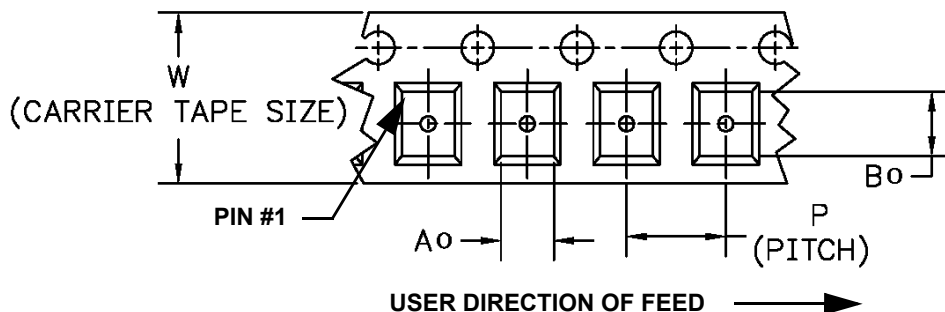 W
(CARRIER TAPE SIZE)
PIN #1
Ao
Bo
P
(PITCH)
USER DIRECTION OF FEED